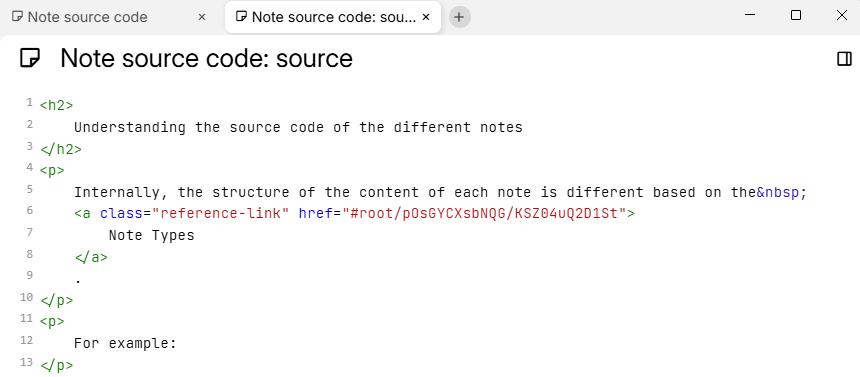 Note source code
Note source code: sou...
Note source code: source
1 <h2>
2 Understanding the source code of the different notes
3 </h2>
4 <p>
5 Internally, the structure of the content of each note is different based on the&nbsp;
6 <a class="reference-link" href="#root/pOsGYCXsbNQG/KSZ04uQ2D1St">
7 Note Types
8 </a>
9 .
10 </p>
11 <p>
12 For example:
13 </p>